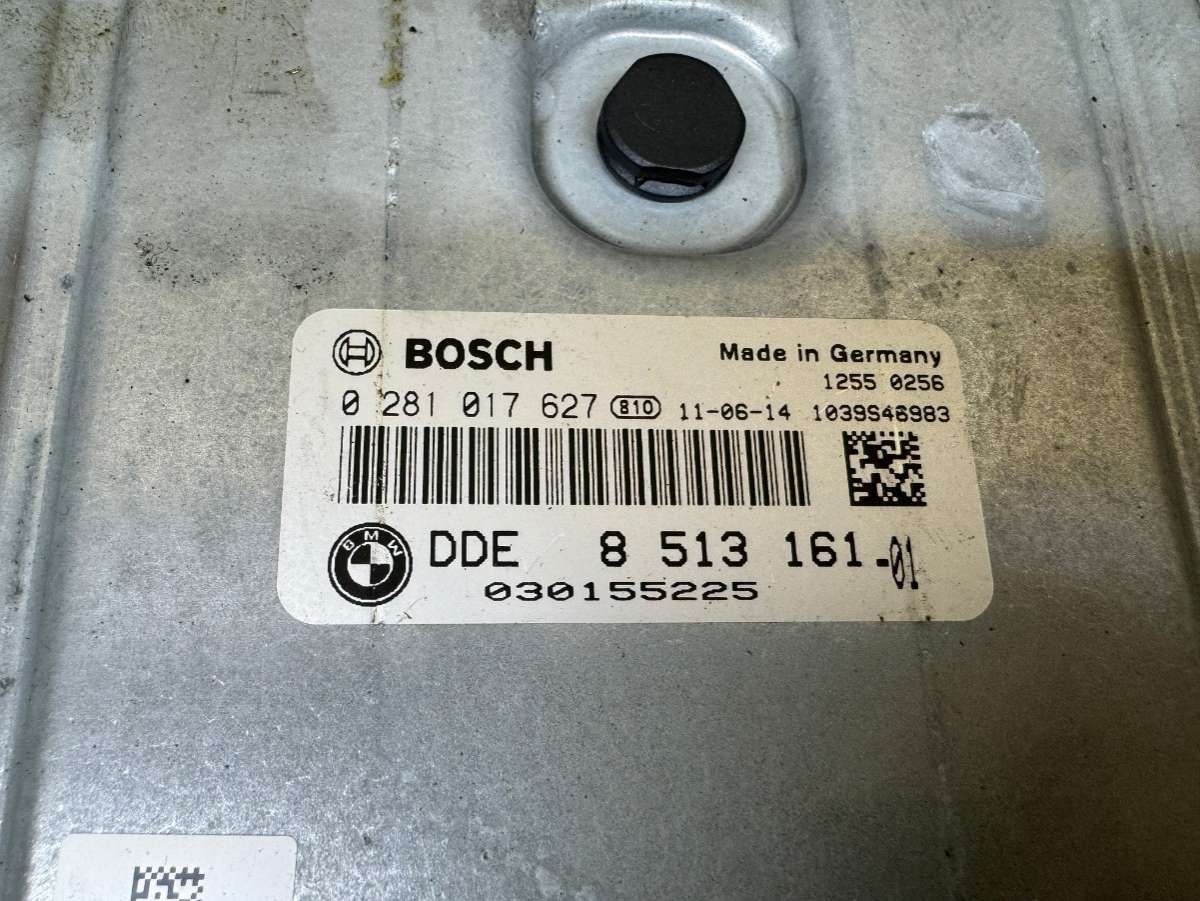 BOSCH
Made in Germany
1255 0256
0 281 017 627 810 11-06-14 1039S46983
BMW
DDE 8 513 161-01
030155225